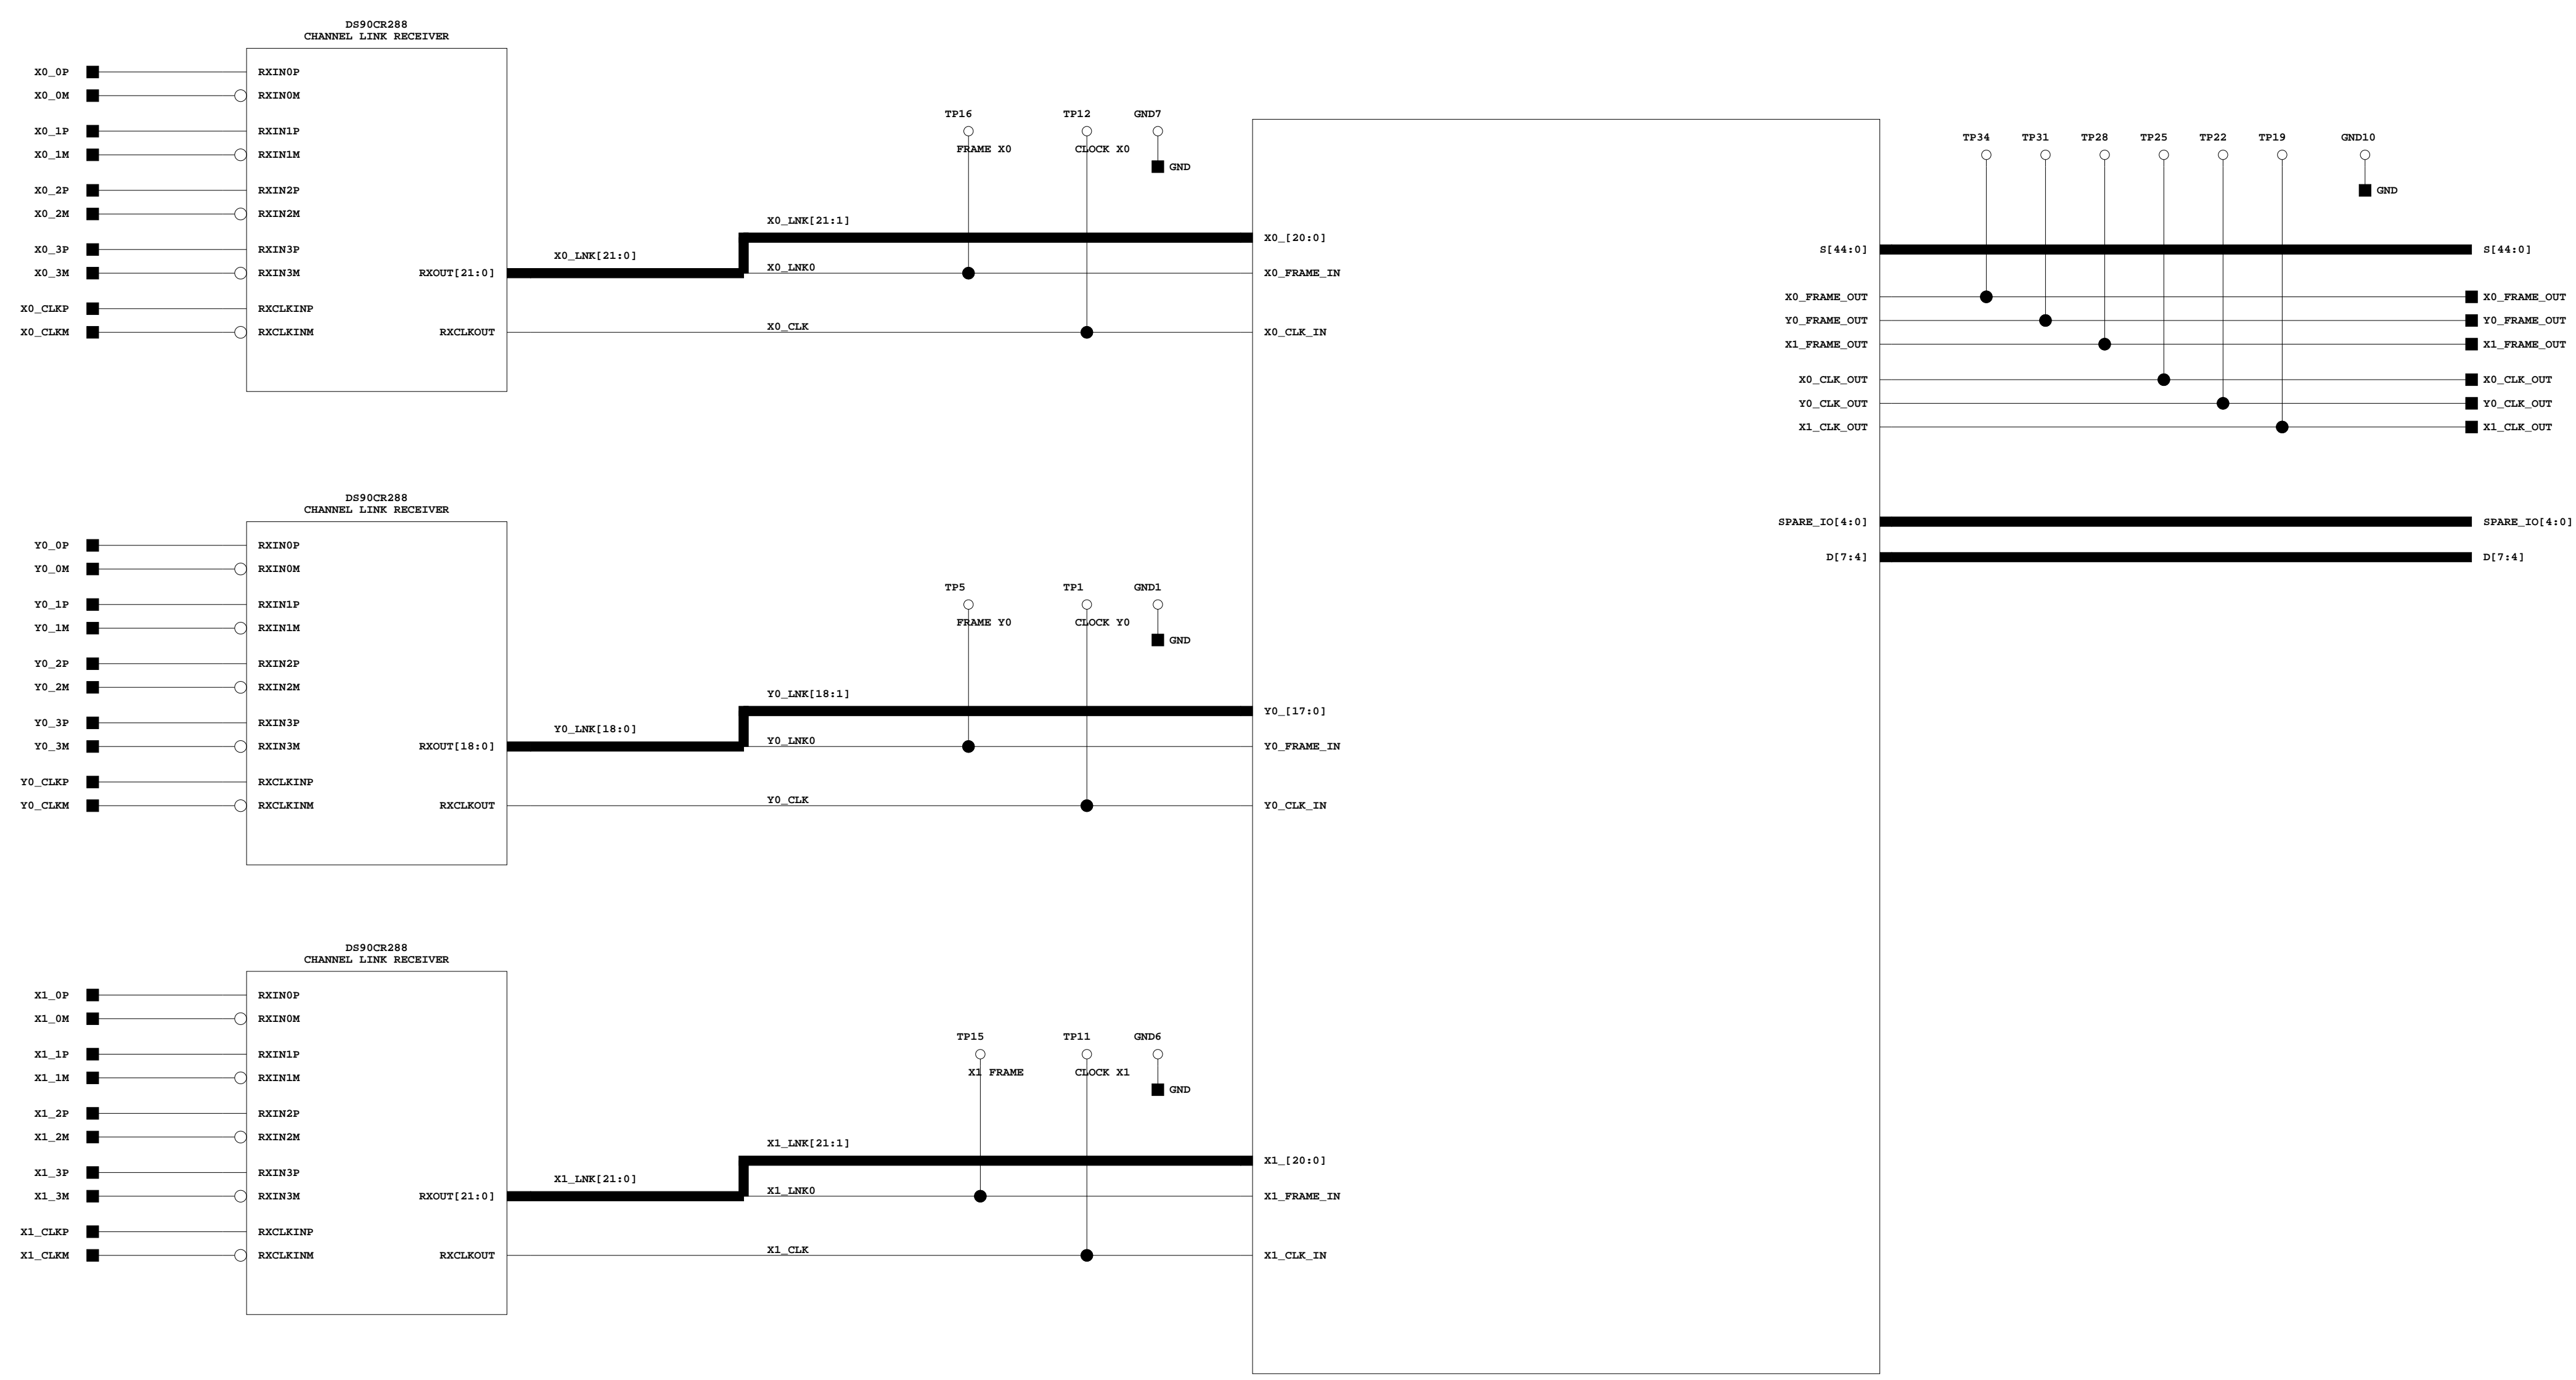 DS90CR288
CHANNEL LINK RECEIVER
X0_0P RXIN0P
X0_0M RXIN0M
X0_1P RXIN1P
X0_1M RXIN1M
X0_2P RXIN2P
X0_2M RXIN2M
X0_3P RXIN3P
X0_3M RXIN3M RXOUT[21:0]
X0_CLKP RXCLKINP
X0_CLKM RXCLKINM RXCLKOUT
X0_LNK[21:0]
X0_LNK[21:1]
X0_LNK0
X0_CLK
TP16
FRAME X0
TP12
CLOCK X0
GND7
GND
X0_[20:0]
X0_FRAME_IN
X0_CLK_IN
DS90CR288
CHANNEL LINK RECEIVER
Y0_0P RXIN0P
Y0_0M RXIN0M
Y0_1P RXIN1P
Y0_1M RXIN1M
Y0_2P RXIN2P
Y0_2M RXIN2M
Y0_3P RXIN3P
Y0_3M RXIN3M RXOUT[18:0]
Y0_CLKP RXCLKINP
Y0_CLKM RXCLKINM RXCLKOUT
Y0_LNK[18:0]
Y0_LNK[18:1]
Y0_LNK0
Y0_CLK
TP5
FRAME Y0
TP1
CLOCK Y0
GND1
GND
Y0_[17:0]
Y0_FRAME_IN
Y0_CLK_IN
DS90CR288
CHANNEL LINK RECEIVER
X1_0P RXIN0P
X1_0M RXIN0M
X1_1P RXIN1P
X1_1M RXIN1M
X1_2P RXIN2P
X1_2M RXIN2M
X1_3P RXIN3P
X1_3M RXIN3M RXOUT[21:0]
X1_CLKP RXCLKINP
X1_CLKM RXCLKINM RXCLKOUT
X1_LNK[21:0]
X1_LNK[21:1]
X1_LNK0
X1_CLK
TP15
X1 FRAME
TP11
CLOCK X1
GND6
GND
X1_[20:0]
X1_FRAME_IN
X1_CLK_IN
TP34 TP31 TP28 TP25 TP22 TP19 GND10
GND
S[44:0] S[44:0]
X0_FRAME_OUT X0_FRAME_OUT
Y0_FRAME_OUT Y0_FRAME_OUT
X1_FRAME_OUT X1_FRAME_OUT
X0_CLK_OUT X0_CLK_OUT
Y0_CLK_OUT Y0_CLK_OUT
X1_CLK_OUT X1_CLK_OUT
SPARE_IO[4:0] SPARE_IO[4:0]
D[7:4] D[7:4]